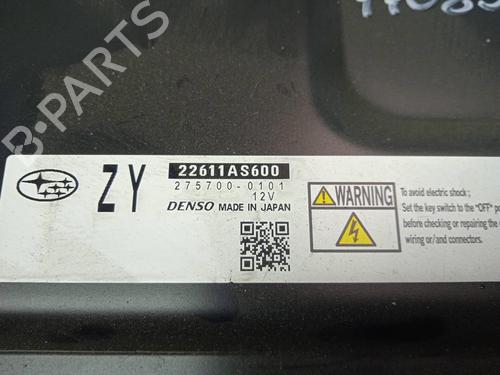 B-PARTS
ZY
22611AS600
275700-0101
12V
DENSO MADE IN JAPAN
WARNING
To avoid electric shock;
Set the key switch to the "OFF" po
before checking or repairing the
wiring or/and connectors.